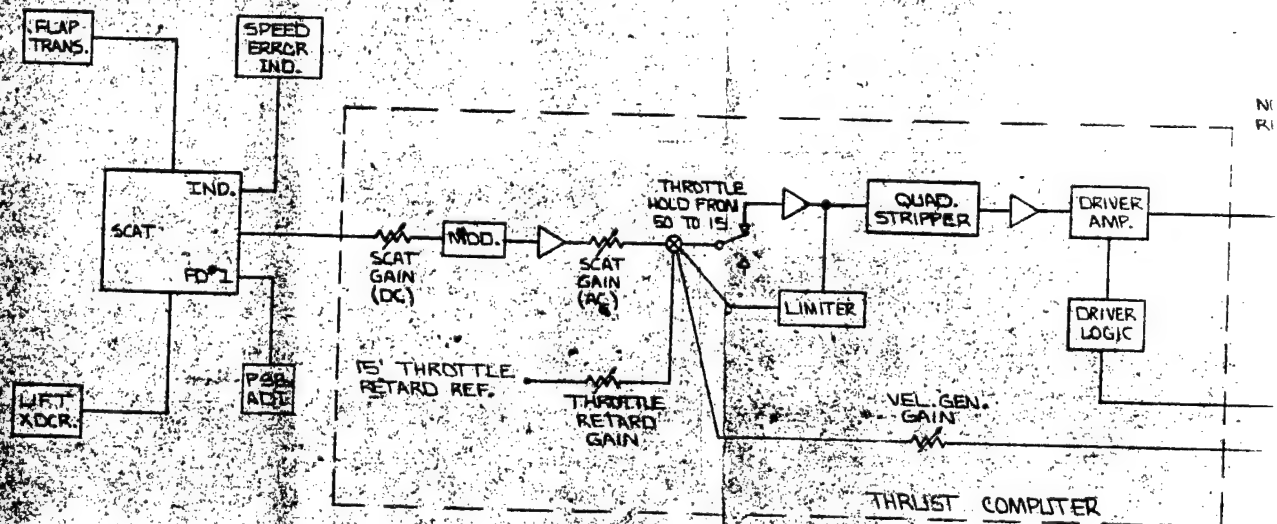 FLAP
TRANS.
SPEED
ERROR
IND.
IND.
SCAT
FD#1
LIFT
XDCR.
ADI
SCAT
GAIN
(DC)
MOD.
SCAT
GAIN
(AC)
THROTTLE
HOLD FROM
50 TO 15
QUAD.
STRIPPER
DRIVER
AMP.
LIMITER
DRIVER
LOGIC
15' THROTTLE
RETARD REF.
THROTTLE
RETARD
GAIN
VEL. GEN.
GAIN
THRUST COMPUTER